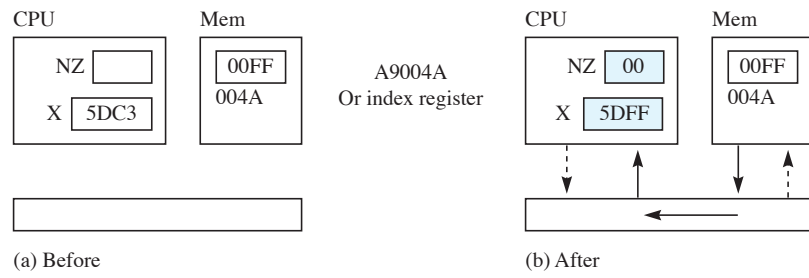 CPU
Mem
NZ
00FF
004A
X 5DC3
A9004A
Or index register
CPU
Mem
NZ 00
00FF
004A
X 5DFF
(a) Before
(b) After